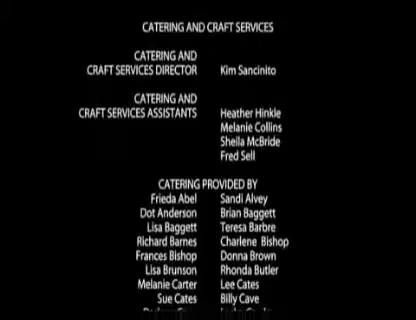 CATERING AND CRAFT SERVICES
CATERING AND
CRAFT SERVICES DIRECTOR Kim Sancinito
CATERING AND
CRAFT SERVICES ASSISTANTS Heather Hinkle
Melanie Collins
Sheila McBride
Fred Sell
CATERING PROVIDED BY
Frieda Abel Sandi Alvey
Dot Anderson Brian Baggett
Lisa Baggett Teresa Barbre
Richard Barnes Charlene Bishop
Frances Bishop Donna Brown
Lisa Brunson Rhonda Butler
Melanie Carter Lee Cates
Sue Cates Billy Cave